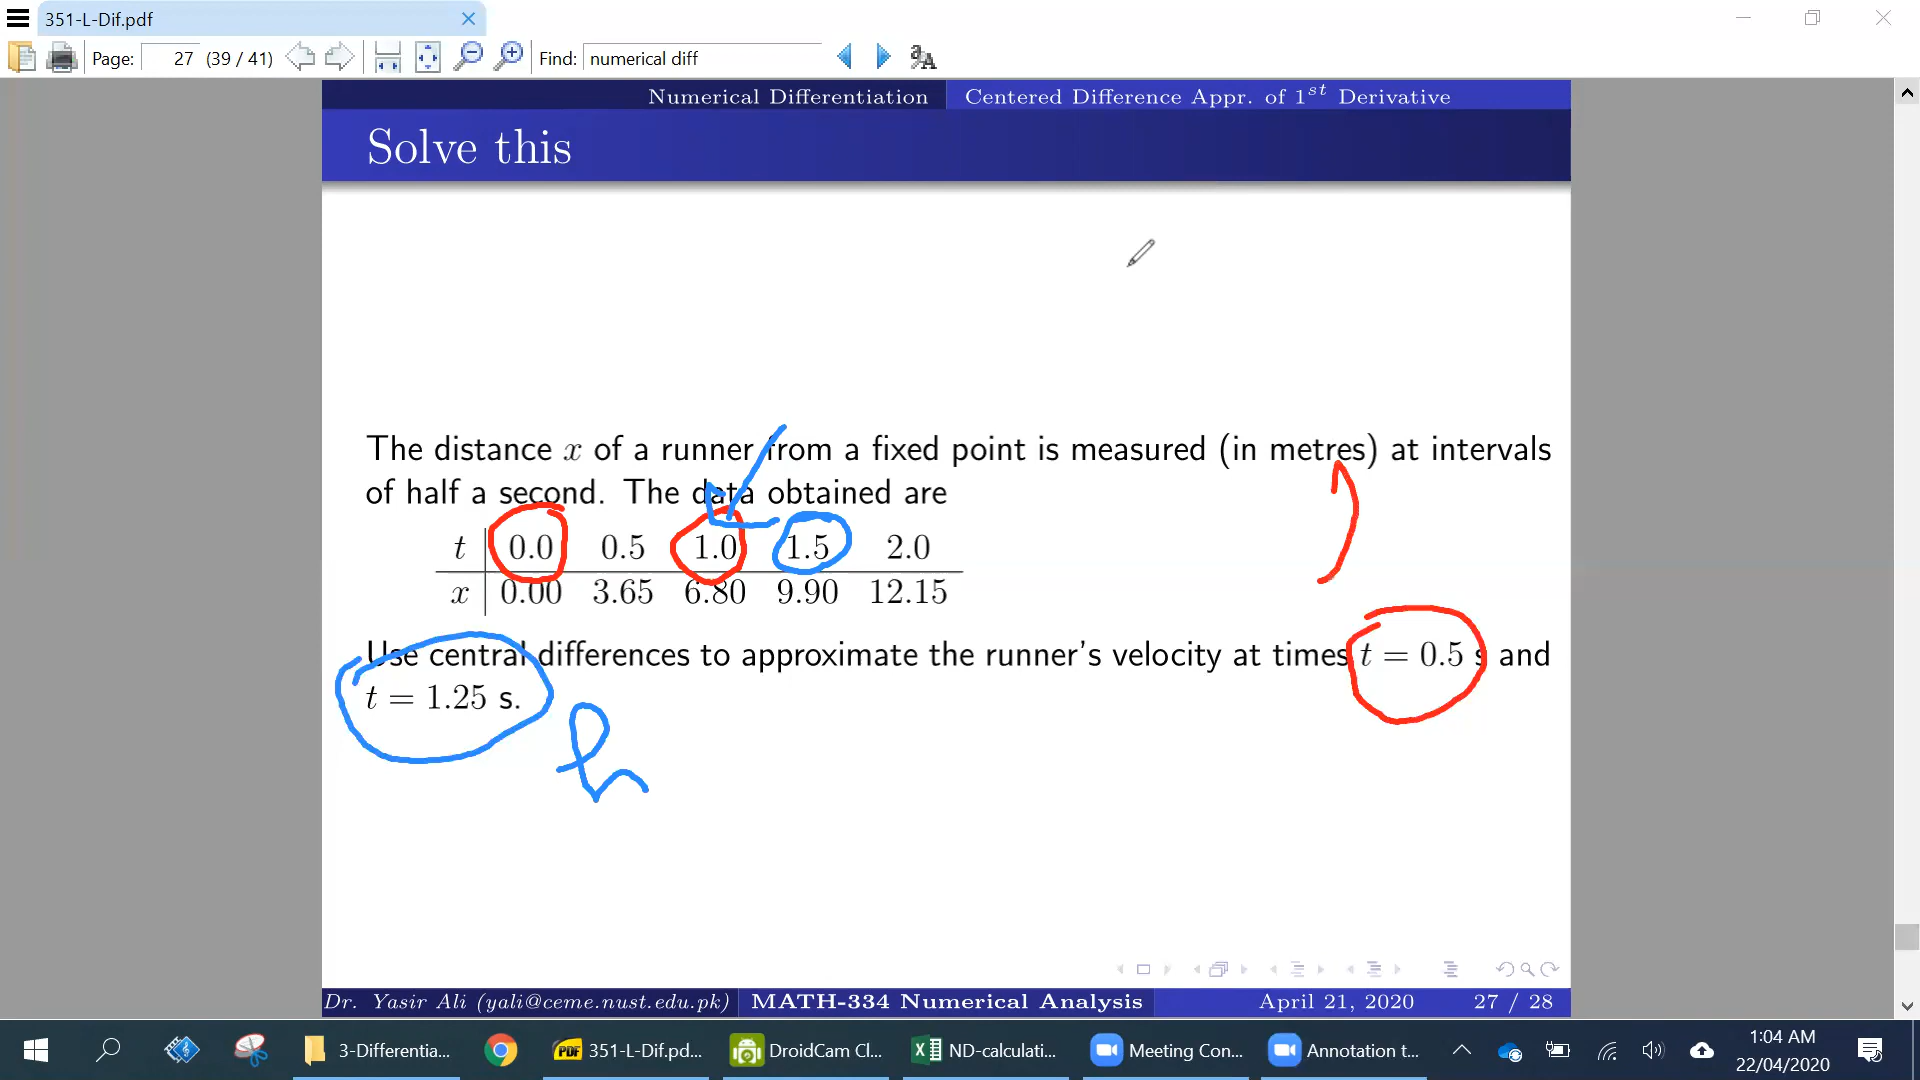 351-L-Dif.pdf
Page: 27 (39 / 41) Find: numerical diff
Numerical Differentiation Centered Difference Appr. of 1st Derivative
Solve this
The distance x of a runner from a fixed point is measured (in metres) at intervals
of half a second. The data obtained are
t 0.0 0.5 1.0 1.5 2.0
x 0.00 3.65 6.80 9.90 12.15
Use central differences to approximate the runner's velocity at times t = 0.5 s and
t = 1.25 s.
h
Dr. Yasir Ali (yali@ceme.nust.edu.pk) MATH-334 Numerical Analysis April 21, 2020 27 / 28
3-Differentia... PDF 351-L-Dif.pd... DroidCam Cl... ND-calculati... Meeting Con... Annotation t... 1:04 AM
22/04/2020